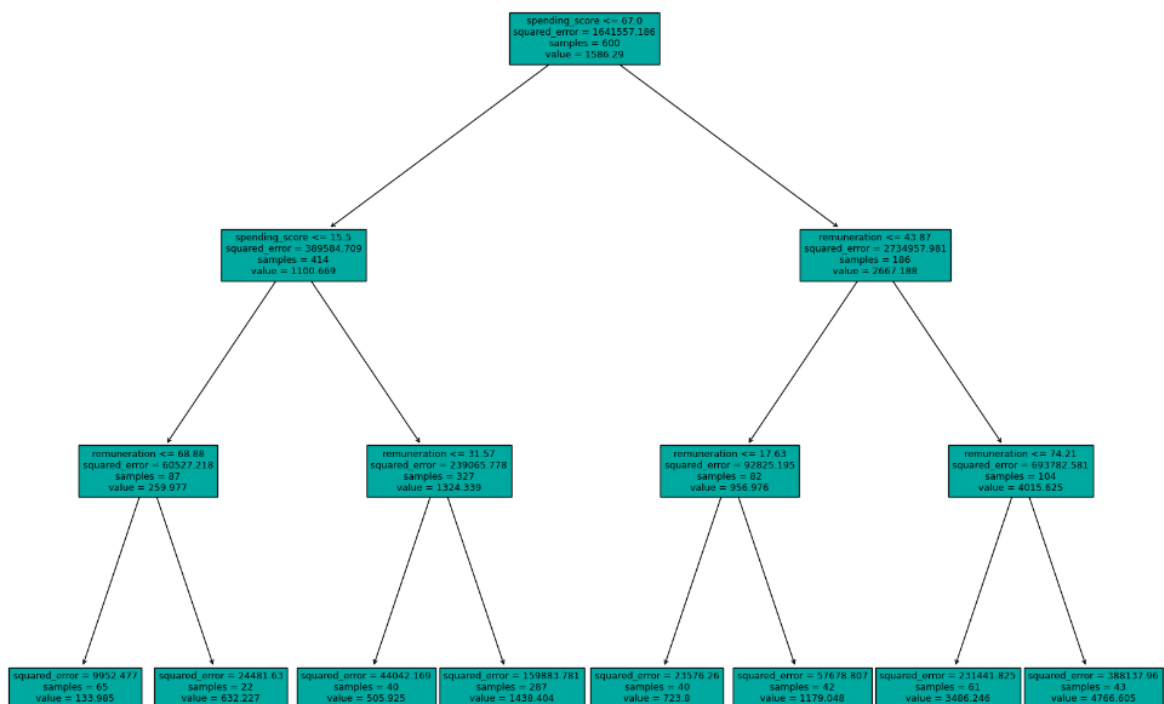 spending_score <= 67.0
squared_error = 1641557.186
samples = 600
value = 1586.29
spending_score <= 15.5
squared_error = 389584.709
samples = 414
value = 1100.669
remuneration <= 43.87
squared_error = 2734957.981
samples = 186
value = 2667.188
remuneration <= 68.88
squared_error = 60527.218
samples = 87
value = 259.977
remuneration <= 31.57
squared_error = 239065.778
samples = 327
value = 1324.339
remuneration <= 17.63
squared_error = 92825.195
samples = 82
value = 956.976
remuneration <= 74.21
squared_error = 693782.581
samples = 104
value = 4015.625
squared_error = 9952.477
samples = 65
value = 133.985
squared_error = 24481.63
samples = 22
value = 632.227
squared_error = 44042.169
samples = 40
value = 505.925
squared_error = 159883.781
samples = 287
value = 1438.404
squared_error = 23576.26
samples = 40
value = 723.8
squared_error = 57678.807
samples = 42
value = 1179.048
squared_error = 231441.825
samples = 61
value = 3486.246
squared_error = 388137.96
samples = 43
value = 4766.605